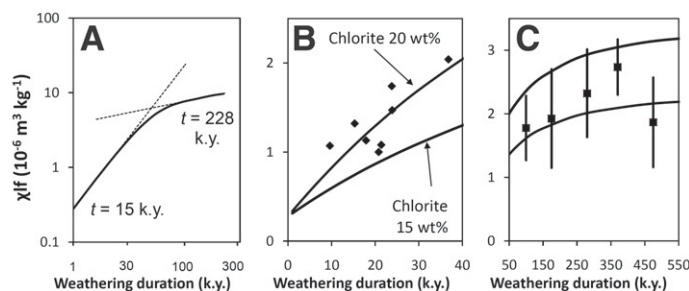 A
B
C
χlf (10⁻⁶ m³ kg⁻¹)
100
10
1
0.1
t = 228
k.y.
t = 15 k.y.
1
30
100
300
Weathering duration (k.y.)
3
2
1
0
Chlorite 20 wt%
Chlorite
15 wt%
0
10
20
30
40
Weathering duration (k.y.)
3
2
1
0
50
150
250
350
450
550
Weathering duration (k.y.)